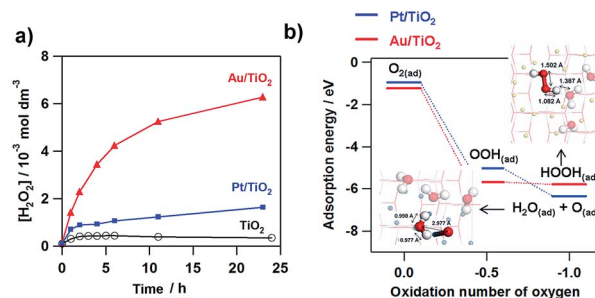 a)
[H₂O₂] / 10⁻³ mol dm⁻³
8
6
4
2
0
0
5
10
15
20
25
Time / h
Au/TiO₂
Pt/TiO₂
TiO₂
b)
Pt/TiO₂
Au/TiO₂
Adsorption energy / eV
0
-2
-4
-6
-8
0.0
-0.5
-1.0
Oxidation number of oxygen
O₂(ad)
OOH(ad)
HOOH(ad)
H₂O(ad) + O(ad)
1.502 Å
1.387 Å
1.082 Å
0.998 Å
2.977 Å
0.977 Å